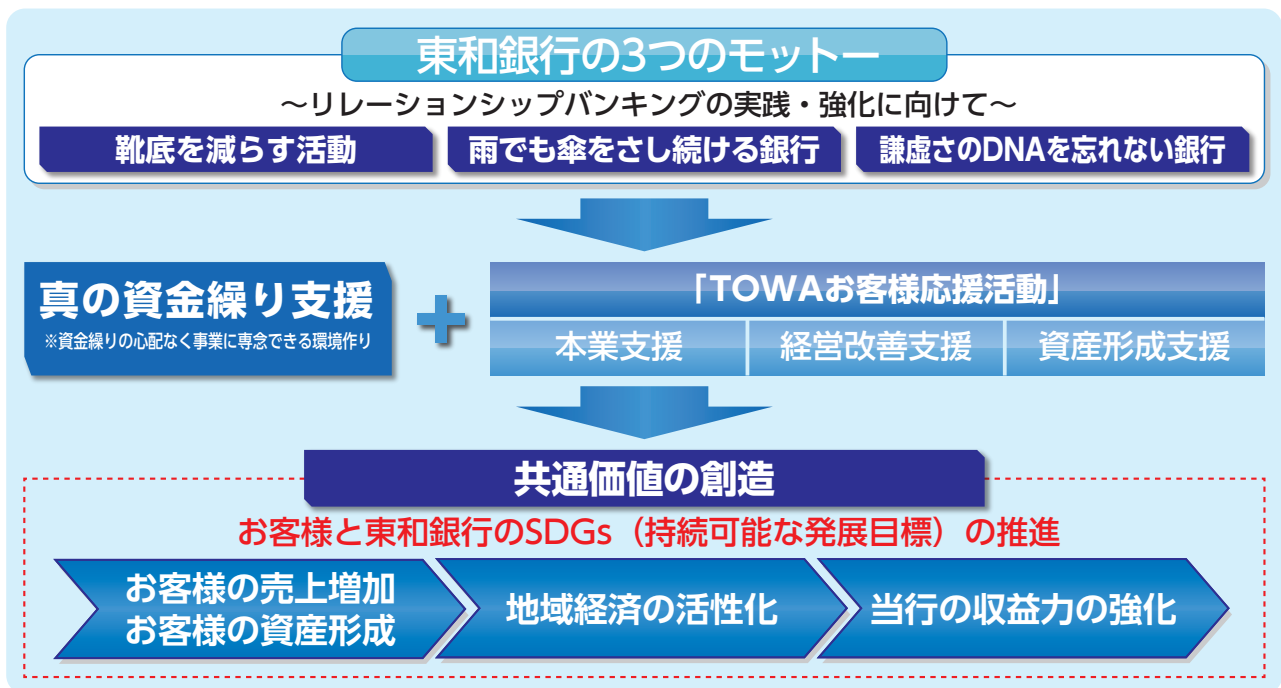 東和銀行の3つのモットー
～リレーションシップバンキングの実践・強化に向けて～
靴底を減らす活動
雨でも傘をさし続ける銀行
謙虚さのDNAを忘れない銀行
真の資金繰り支援
※資金繰りの心配なく事業に専念できる環境作り
「TOWAお客様応援活動」
本業支援
経営改善支援
資産形成支援
共通価値の創造
お客様と東和銀行のSDGs（持続可能な発展目標）の推進
お客様の売上増加
お客様の資産形成
地域経済の活性化
当行の収益力の強化